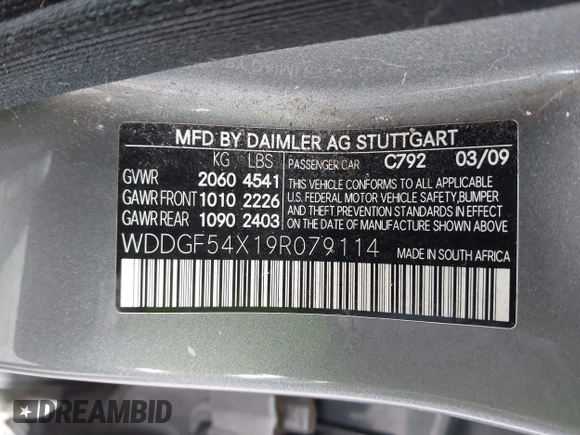 MFD BY DAIMLER AG STUTTGART
KG LBS PASSENGER CAR C792 03/09
GVWR 2060 4541 THIS VEHICLE CONFORMS TO ALL APPLICABLE
GAWR FRONT 1010 2226 U.S. FEDERAL MOTOR VEHICLE SAFETY,BUMPER
GAWR REAR 1090 2403 AND THEFT PREVENTION STANDARDS IN EFFECT ON THE
DATE OF MANUFACTURE SHOWN ABOVE
WDDGF54X19R079114 MADE IN SOUTH AFRICA
DREAMBID